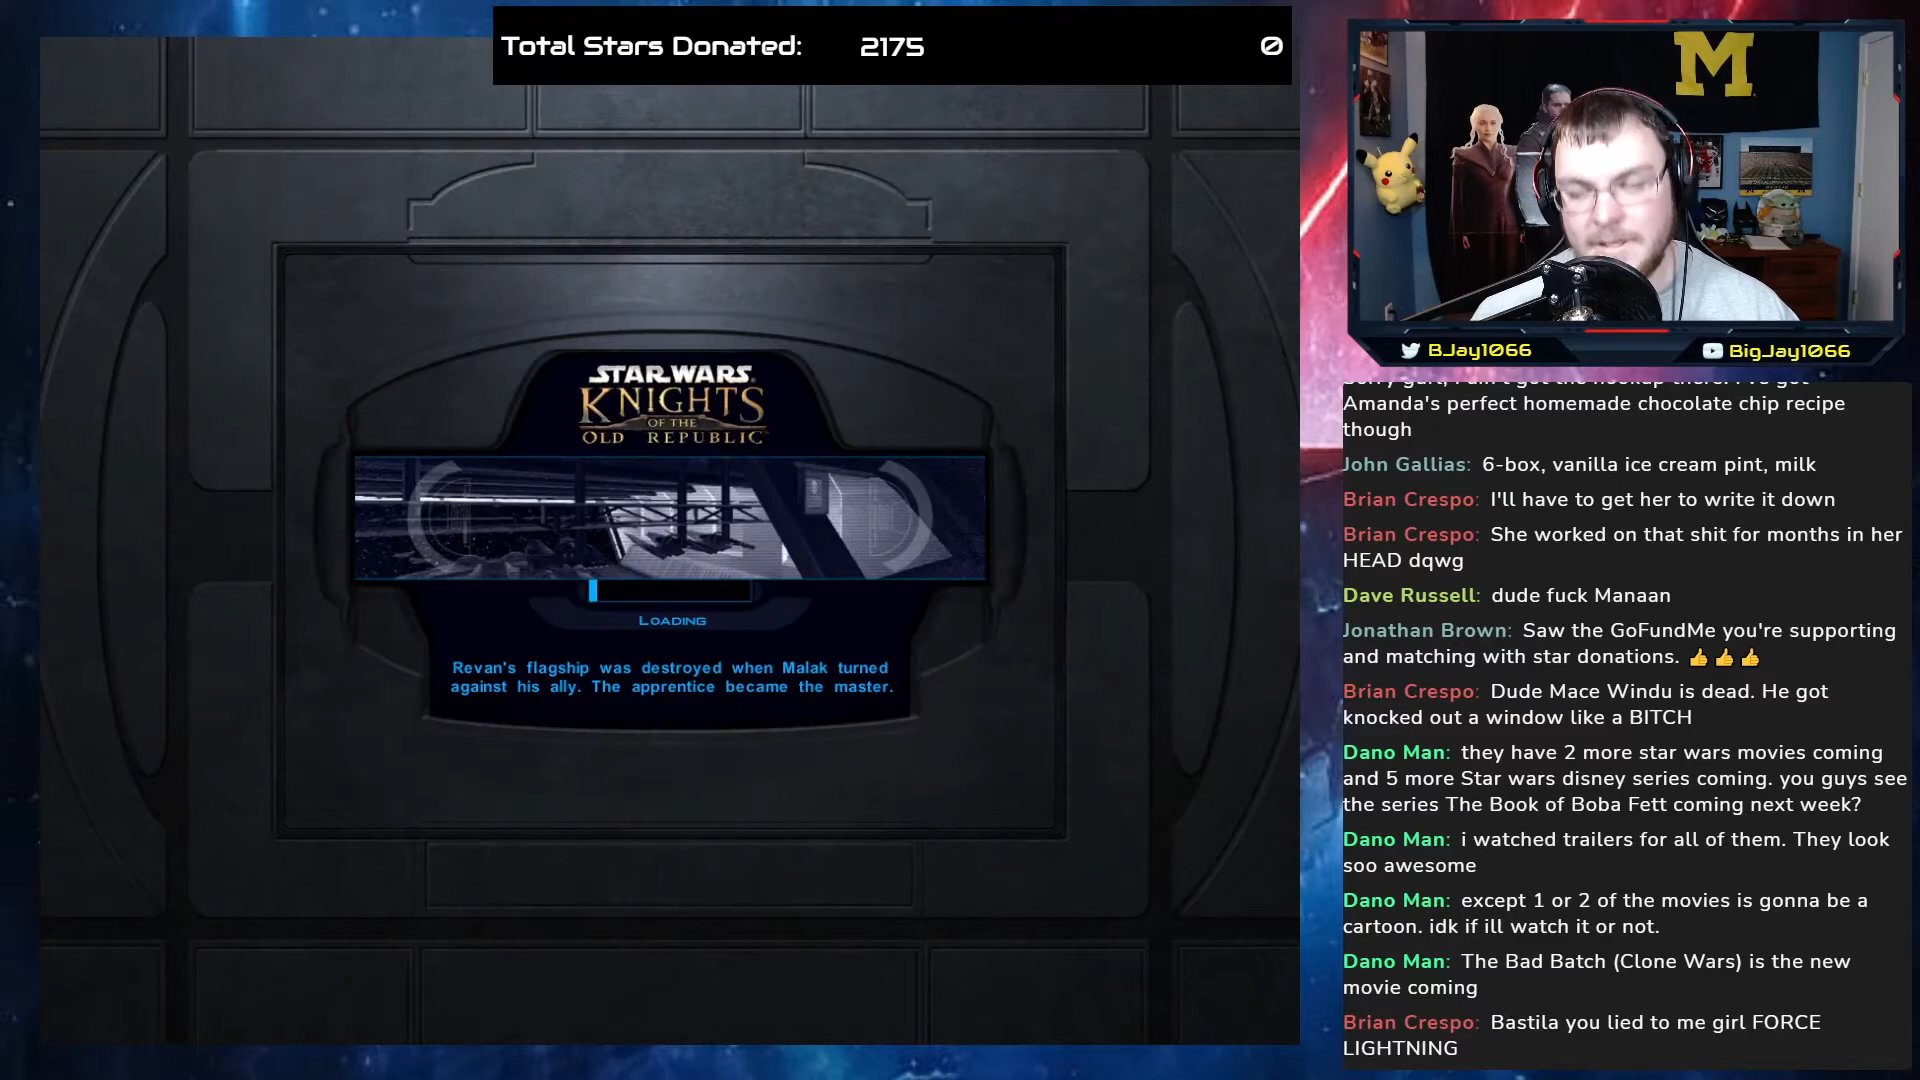 Total Stars Donated: 2175 0
M
BJay1066
BigJay1066
STAR WARS
KNIGHTS
OF THE
OLD REPUBLIC
LOADING
Revan's flagship was destroyed when Malak turned
against his ally. The apprentice became the master.
Amanda's perfect homemade chocolate chip recipe
though
John Gallias: 6-box, vanilla ice cream pint, milk
Brian Crespo: I'll have to get her to write it down
Brian Crespo: She worked on that shit for months in her
HEAD dqwg
Dave Russell: dude fuck Manaan
Jonathan Brown: Saw the GoFundMe you're supporting
and matching with star donations. 👍👍👍
Brian Crespo: Dude Mace Windu is dead. He got
knocked out a window like a BITCH
Dano Man: they have 2 more star wars movies coming
and 5 more Star wars disney series coming. you guys see
the series The Book of Boba Fett coming next week?
Dano Man: i watched trailers for all of them. They look
soo awesome
Dano Man: except 1 or 2 of the movies is gonna be a
cartoon. idk if ill watch it or not.
Dano Man: The Bad Batch (Clone Wars) is the new
movie coming
Brian Crespo: Bastila you lied to me girl FORCE
LIGHTNING